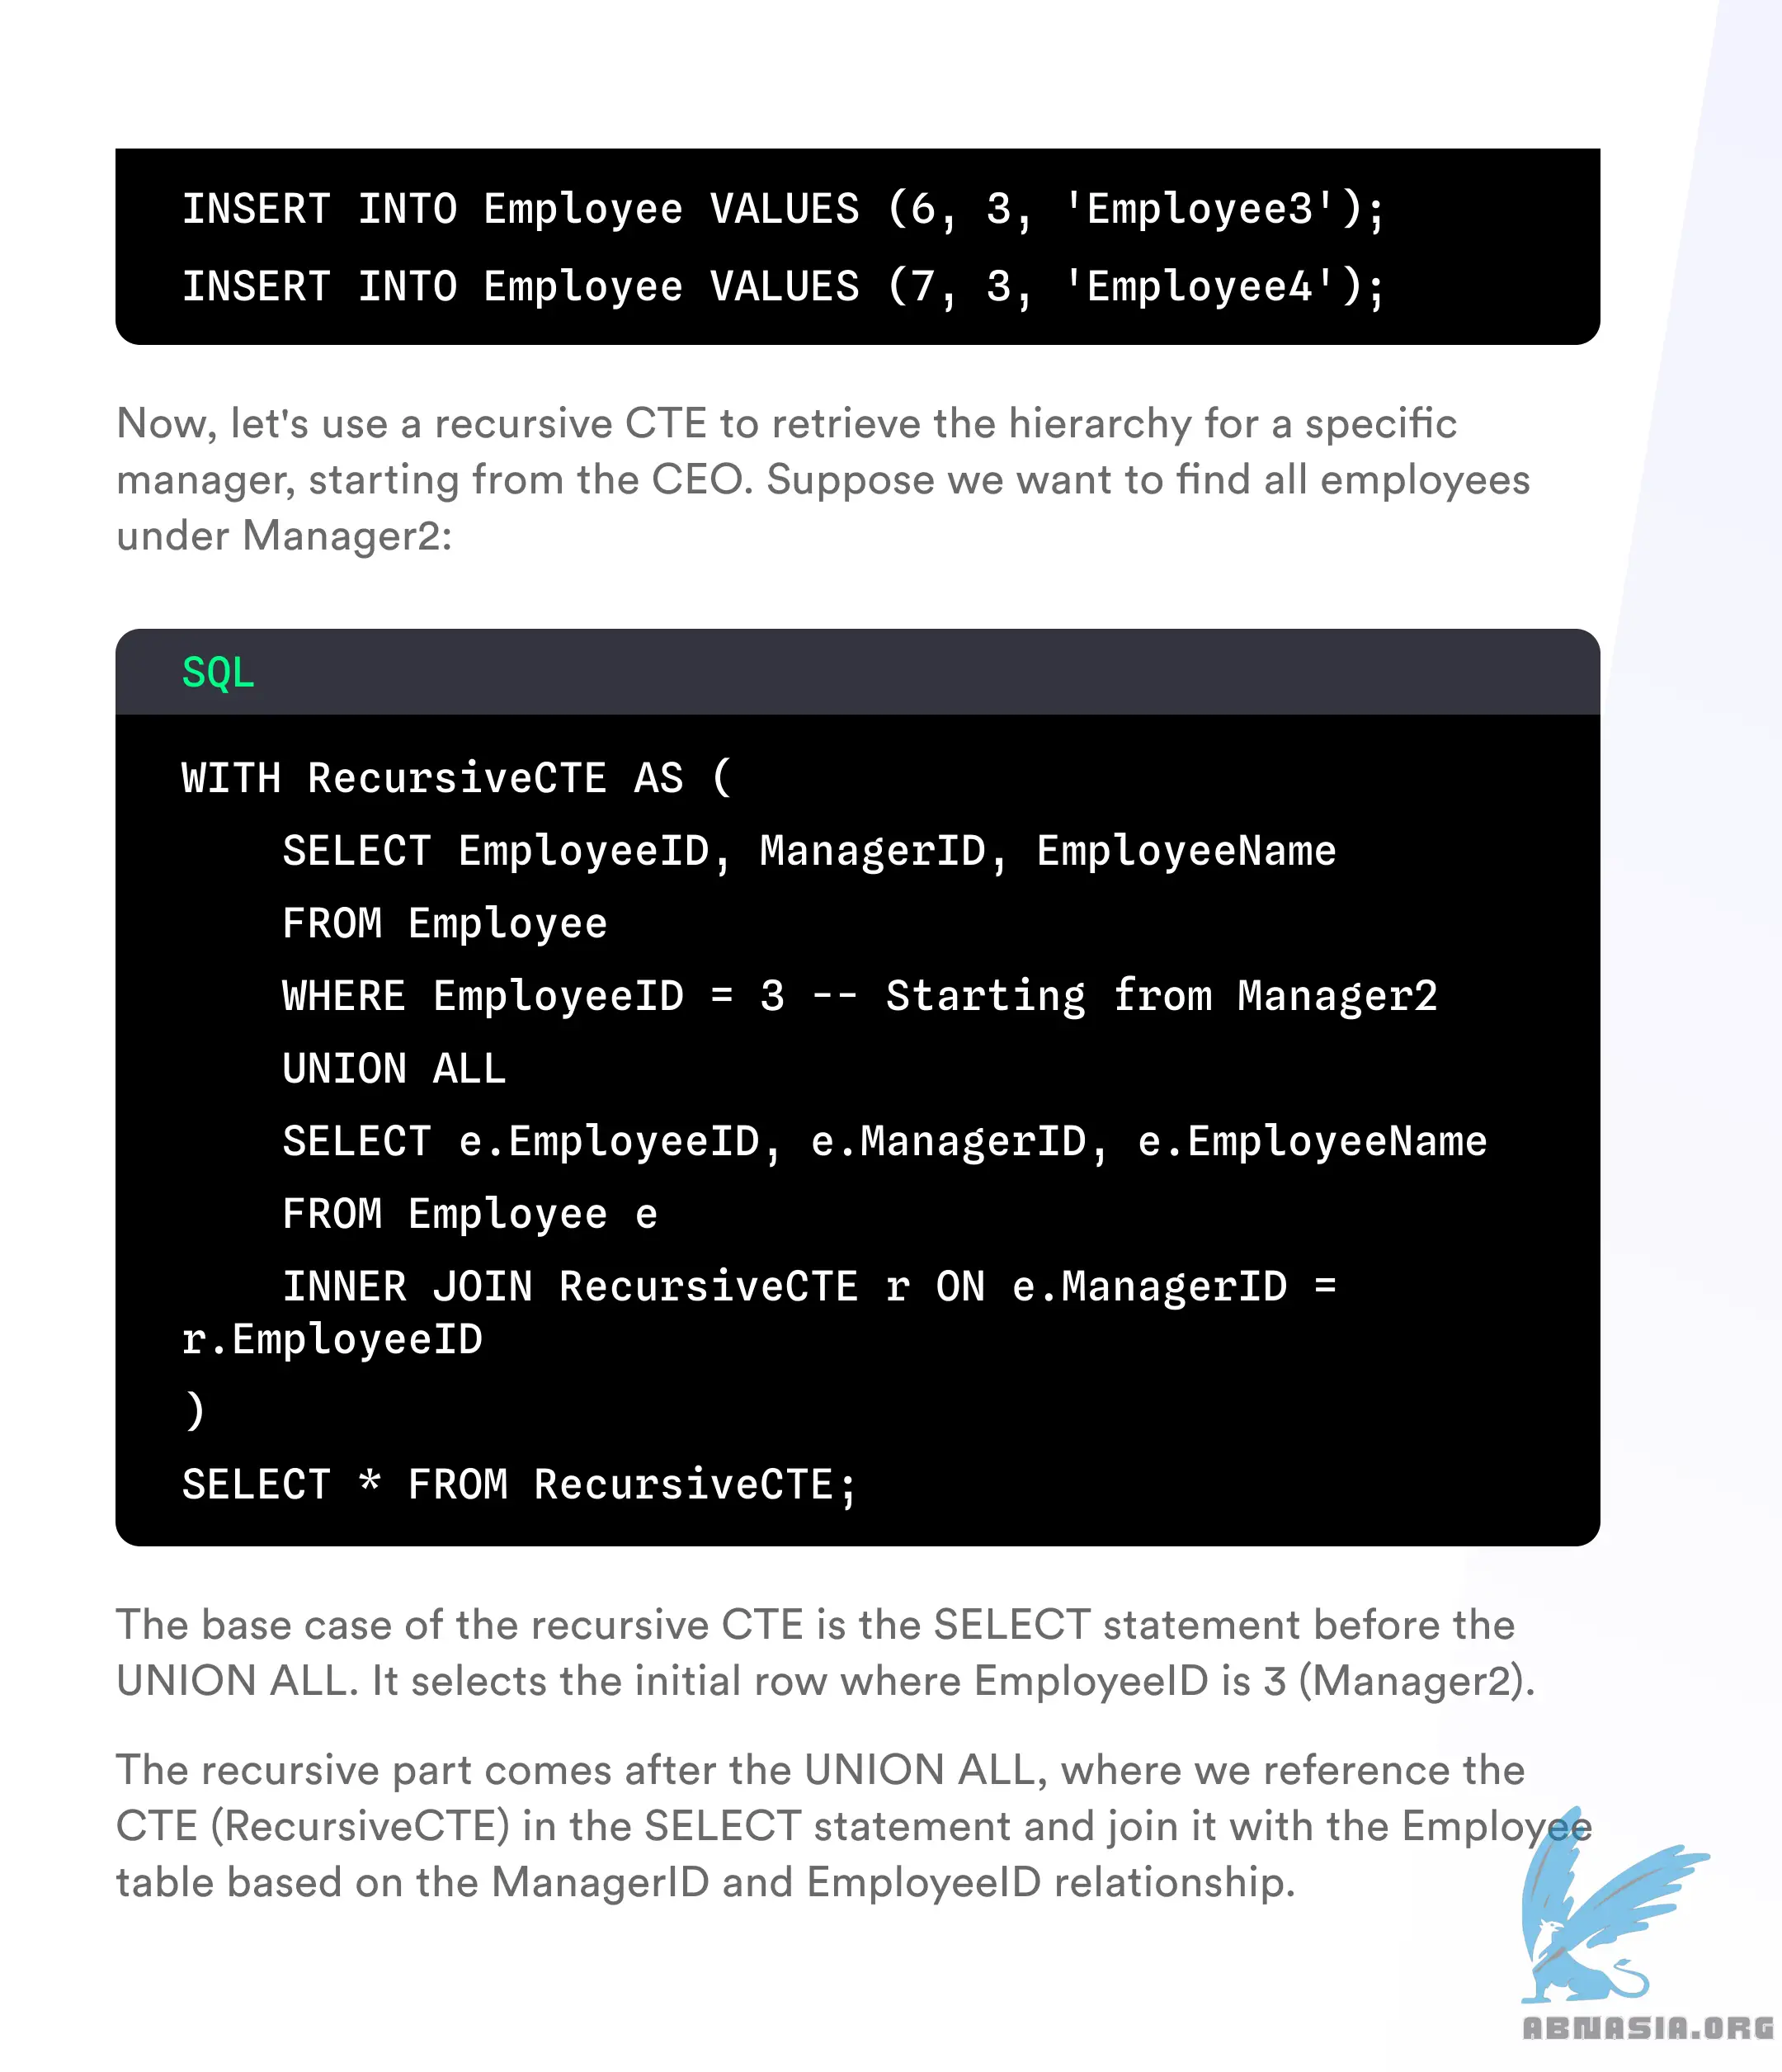 INSERT INTO Employee VALUES (6, 3, 'Employee3');
INSERT INTO Employee VALUES (7, 3, 'Employee4');
Now, let's use a recursive CTE to retrieve the hierarchy for a specific
manager, starting from the CEO. Suppose we want to find all employees
under Manager2:
SQL
WITH RecursiveCTE AS (
    SELECT EmployeeID, ManagerID, EmployeeName
    FROM Employee
    WHERE EmployeeID = 3 -- Starting from Manager2
    UNION ALL
    SELECT e.EmployeeID, e.ManagerID, e.EmployeeName
    FROM Employee e
    INNER JOIN RecursiveCTE r ON e.ManagerID =
r.EmployeeID
)
SELECT * FROM RecursiveCTE;
The base case of the recursive CTE is the SELECT statement before the
UNION ALL. It selects the initial row where EmployeeID is 3 (Manager2).
The recursive part comes after the UNION ALL, where we reference the
CTE (RecursiveCTE) in the SELECT statement and join it with the Employee
table based on the ManagerID and EmployeeID relationship.
ABNASIA.ORG